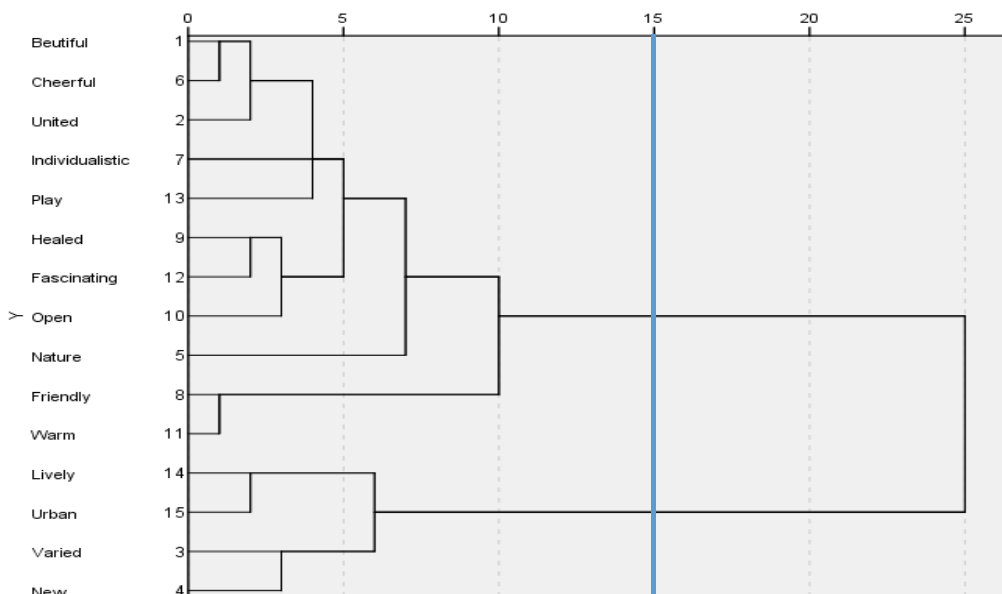 0 5 10 15 20 25
Beutiful 1
Cheerful 6
United 2
Individualistic 7
Play 13
Healed 9
Fascinating 12
Y Open 10
Nature 5
Friendly 8
Warm 11
Lively 14
Urban 15
Varied 3
New 4